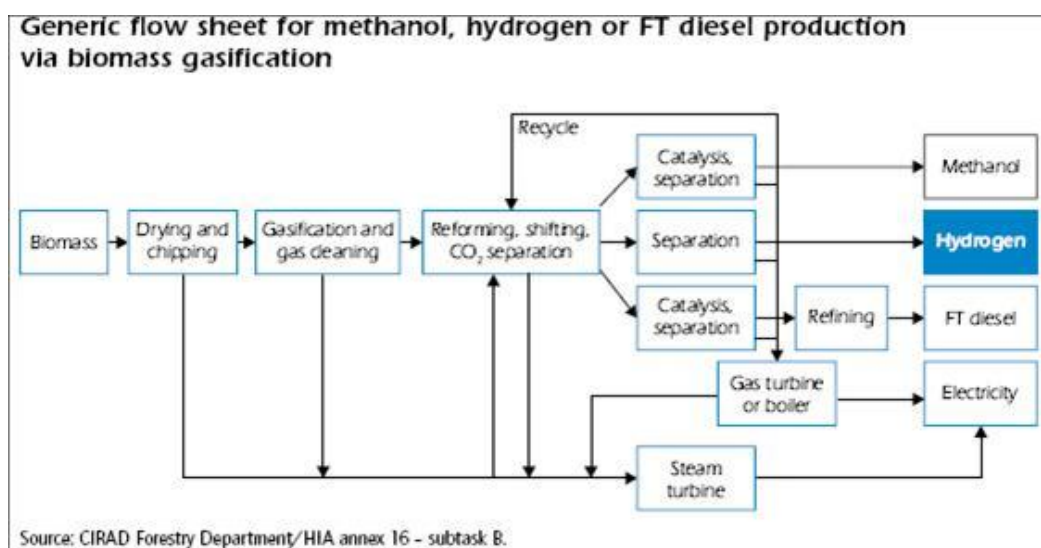 Generic flow sheet for methanol, hydrogen or FT diesel production
via biomass gasification
Recycle
Catalysis,
separation
Methanol
Biomass
Drying and
chipping
Gasification and
gas cleaning
Reforming, shifting,
CO₂ separation
Separation
Hydrogen
Catalysis,
separation
Refining
FT diesel
Gas turbine
or boiler
Electricity
Steam
turbine
Source: CIRAD Forestry Department/HIA annex 16 – subtask B.